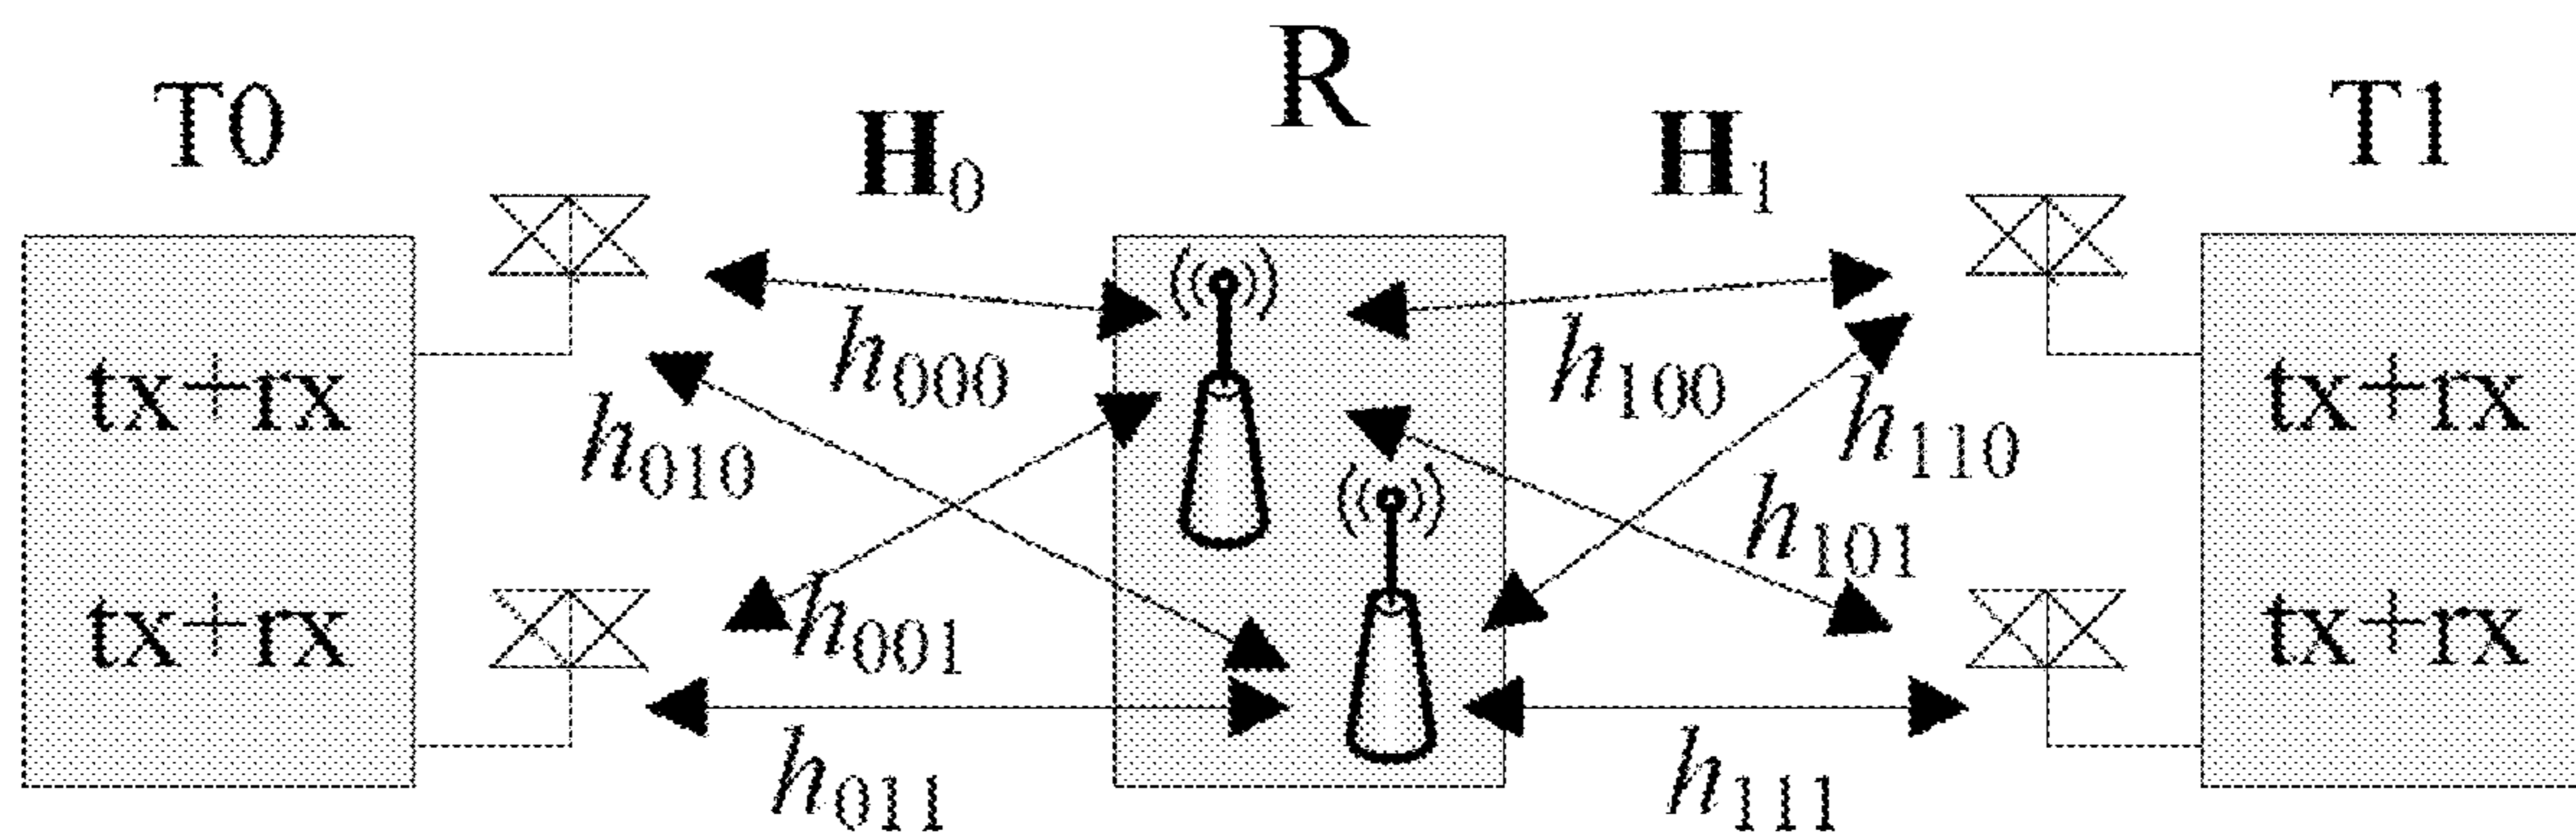 R
T0
H0
H1
T1
h000
h100
tx+rx
h010
h110
tx+rx
h101
tx+rx
h001
tx+rx
h011
h111